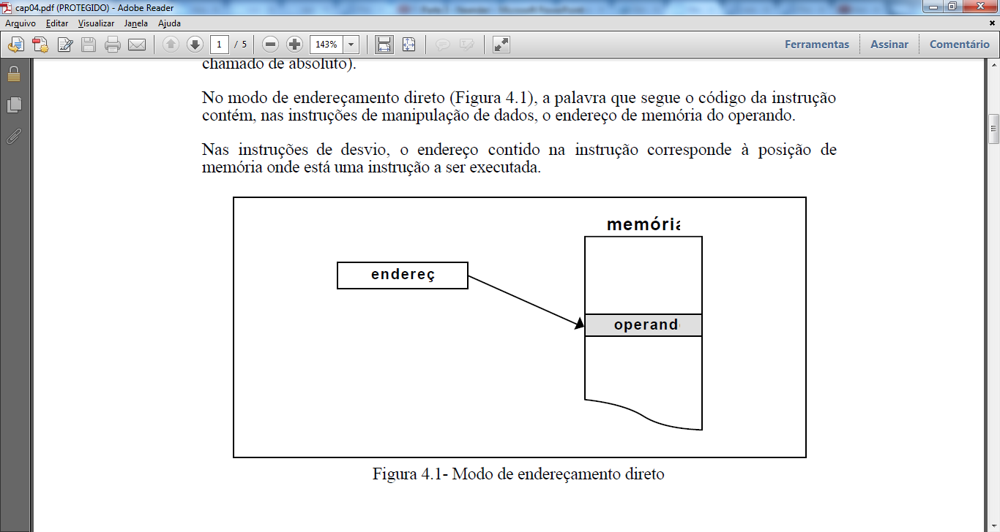 cap04.pdf (PROTEGIDO) - Adobe Reader
Arquivo Editar Visualizar Janela Ajuda
1 / 5 143% Ferramentas Assinar Comentário
chamado de absoluto).
No modo de endereçamento direto (Figura 4.1), a palavra que segue o código da instrução
contém, nas instruções de manipulação de dados, o endereço de memória do operando.
Nas instruções de desvio, o endereço contido na instrução corresponde à posição de
memória onde está uma instrução a ser executada.
memória
endereç
operand
Figura 4.1- Modo de endereçamento direto